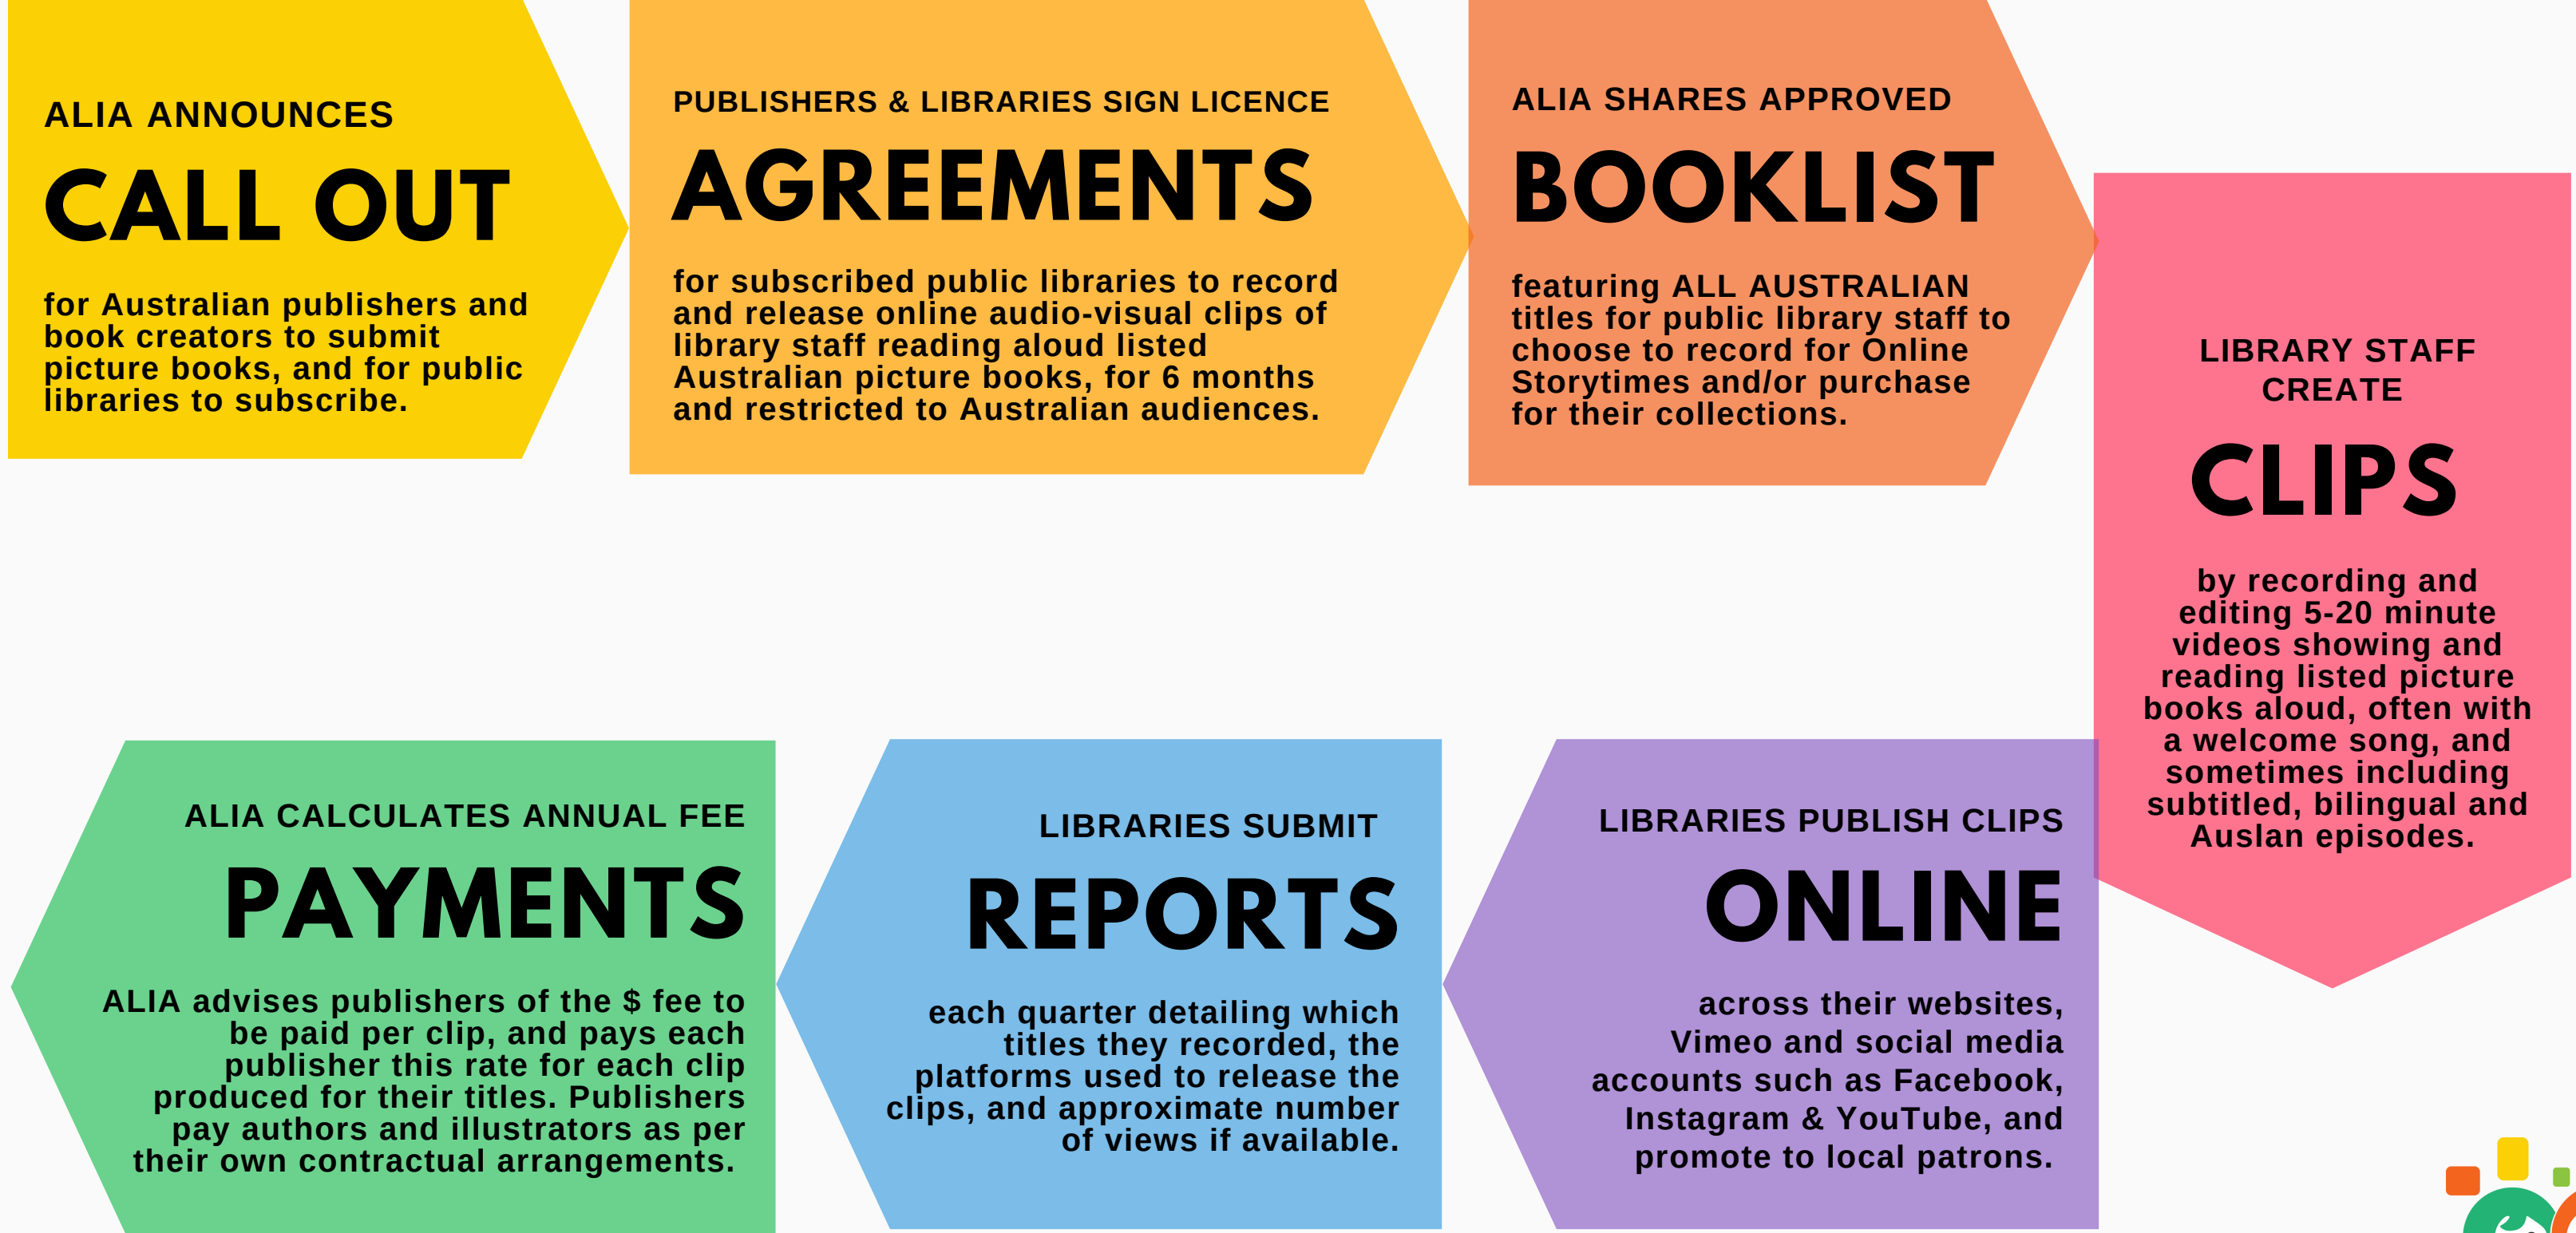 ALIA ANNOUNCES
CALL OUT
for Australian publishers and
book creators to submit
picture books, and for public
libraries to subscribe.
PUBLISHERS & LIBRARIES SIGN LICENCE
AGREEMENTS
for subscribed public libraries to record
and release online audio-visual clips of
library staff reading aloud listed
Australian picture books, for 6 months
and restricted to Australian audiences.
ALIA SHARES APPROVED
BOOKLIST
featuring ALL AUSTRALIAN
titles for public library staff to
choose to record for Online
Storytimes and/or purchase
for their collections.
LIBRARY STAFF
CREATE
CLIPS
by recording and
editing 5-20 minute
videos showing and
reading listed picture
books aloud, often with
a welcome song, and
sometimes including
subtitled, bilingual and
Auslan episodes.
LIBRARIES PUBLISH CLIPS
ONLINE
across their websites,
Vimeo and social media
accounts such as Facebook,
Instagram & YouTube, and
promote to local patrons.
LIBRARIES SUBMIT
REPORTS
each quarter detailing which
titles they recorded, the
platforms used to release the
clips, and approximate number
of views if available.
ALIA CALCULATES ANNUAL FEE
PAYMENTS
ALIA advises publishers of the $ fee to
be paid per clip, and pays each
publisher this rate for each clip
produced for their titles. Publishers
pay authors and illustrators as per
their own contractual arrangements.